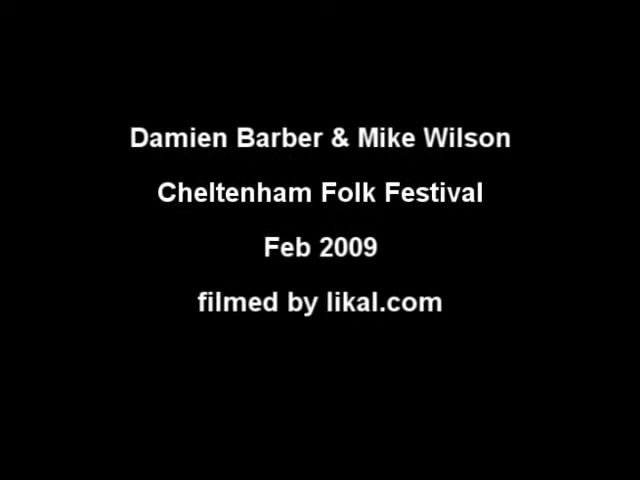 Damien Barber & Mike Wilson
Cheltenham Folk Festival
Feb 2009
filmed by likal.com